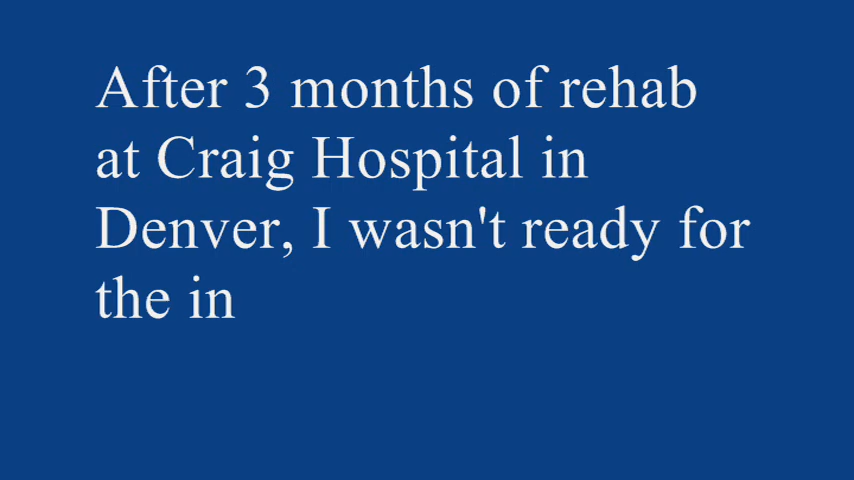 After 3 months of rehab
at Craig Hospital in
Denver, I wasn't ready for
the in